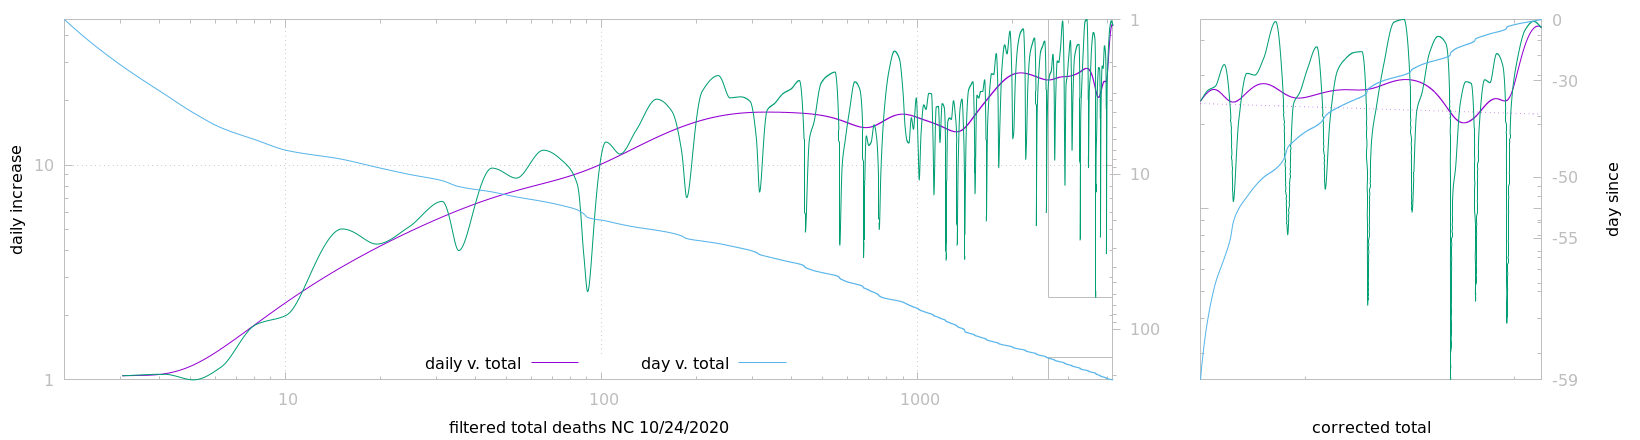 1
0
-30
10
10
-50
daily increase
day since
-55
100
daily v. total
day v. total
1
-59
10
100
1000
filtered total deaths NC 10/24/2020
corrected total